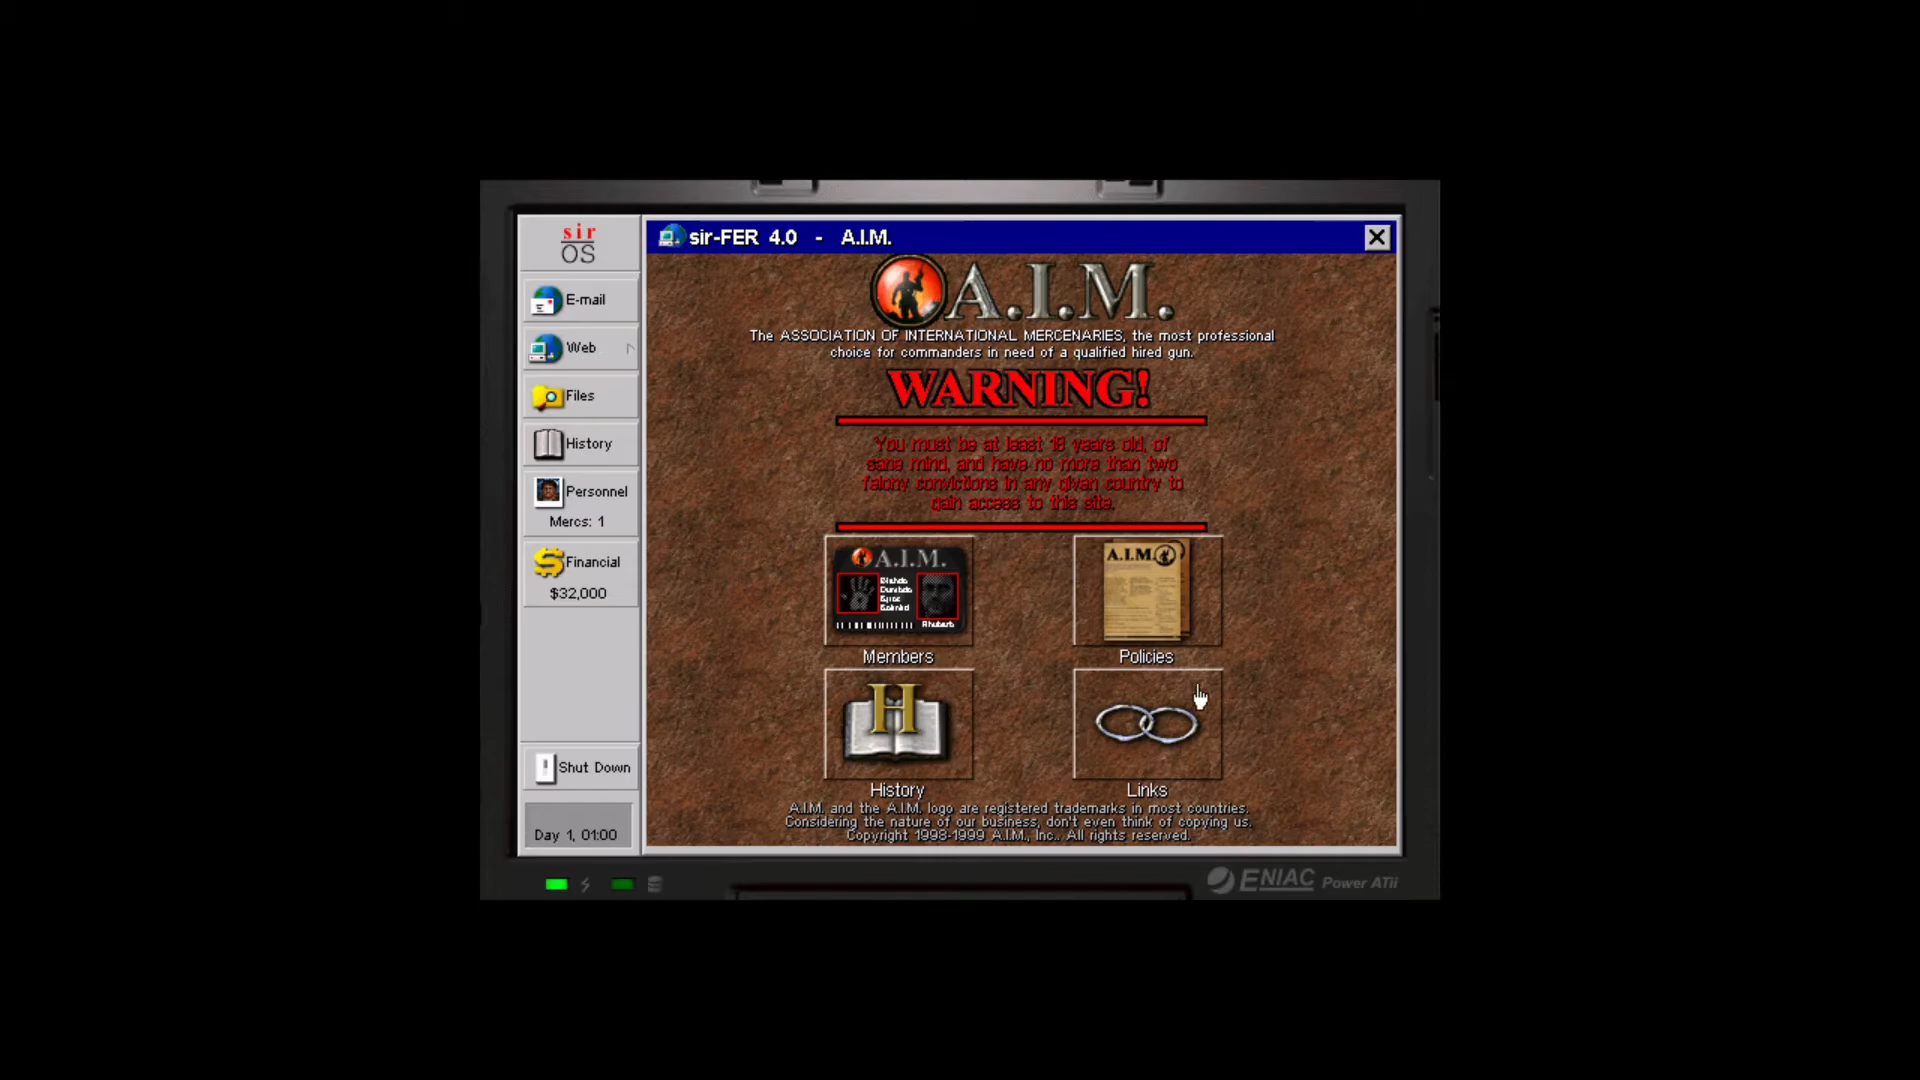 sir
OS
E-mail
Web
Files
History
Personnel
Mercs: 1
Financial
$32,000
Shut Down
Day 1, 01:00
sir-FER 4.0 - A.I.M.
A.I.M.
The ASSOCIATION OF INTERNATIONAL MERCENARIES, the most professional
choice for commanders in need of a qualified hired gun.
WARNING!
You must be at least 18 years old, of
sane mind, and have no more than two
felony convictions in any given country to
gain access to this site.
A.I.M.
Members
A.I.M.
Policies
H
History
Links
A.I.M. and the A.I.M. logo are registered trademarks in most countries.
Considering the nature of our business, don't even think of copying us.
Copyright 1998-1999 A.I.M., Inc.. All rights reserved.
ENIAC Power ATii